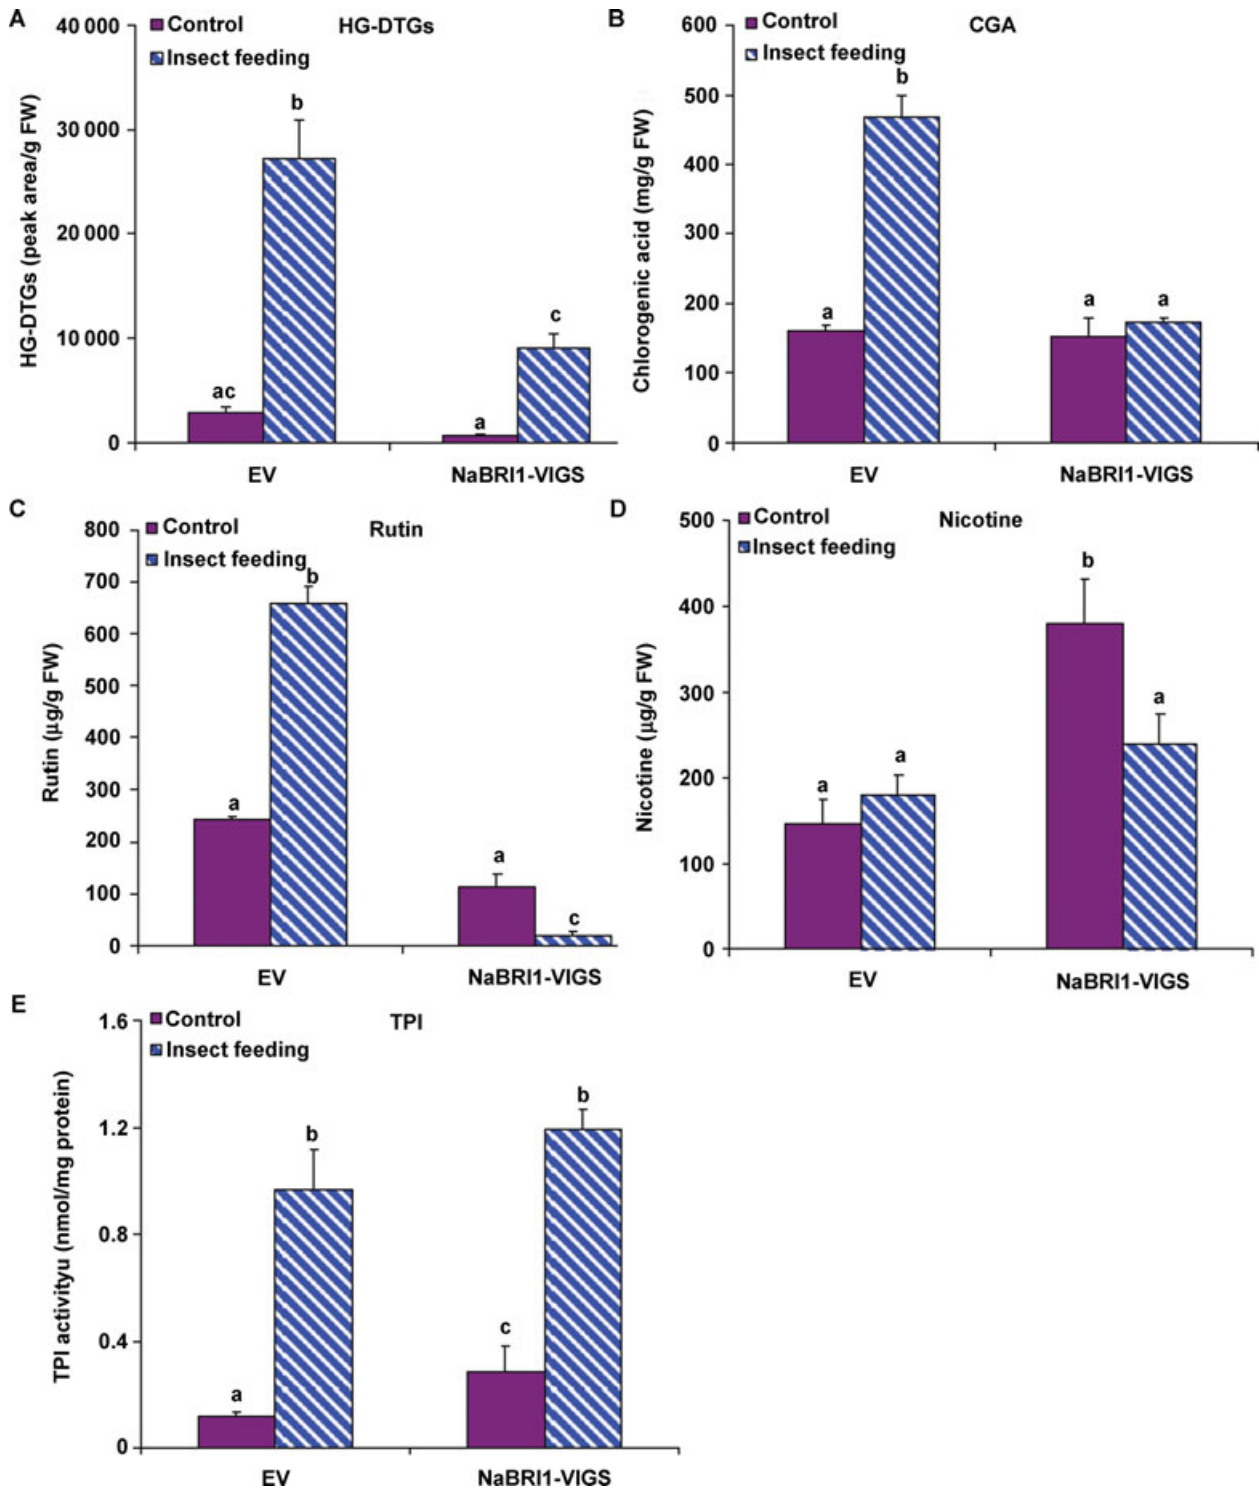 A
HG-DTGs
Control
Insect feeding
HG-DTGs (peak area/g FW)
40 000
30 000
20 000
10 000
0
b
c
ac
a
EV
NaBRI1-VIGS
B
CGA
Control
Insect feeding
Chlorogenic acid (mg/g FW)
600
500
400
300
200
100
0
a
b
a
a
EV
NaBRI1-VIGS
C
Rutin
Control
Insect feeding
Rutin (µg/g FW)
800
700
600
500
400
300
200
100
0
a
b
a
c
EV
NaBRI1-VIGS
D
Nicotine
Control
Insect feeding
Nicotine (µg/g FW)
500
400
300
200
100
0
a
a
b
a
EV
NaBRI1-VIGS
E
TPI
Control
Insect feeding
TPI activityu (nmol/mg protein)
1.6
1.2
0.8
0.4
0
a
b
c
b
EV
NaBRI1-VIGS